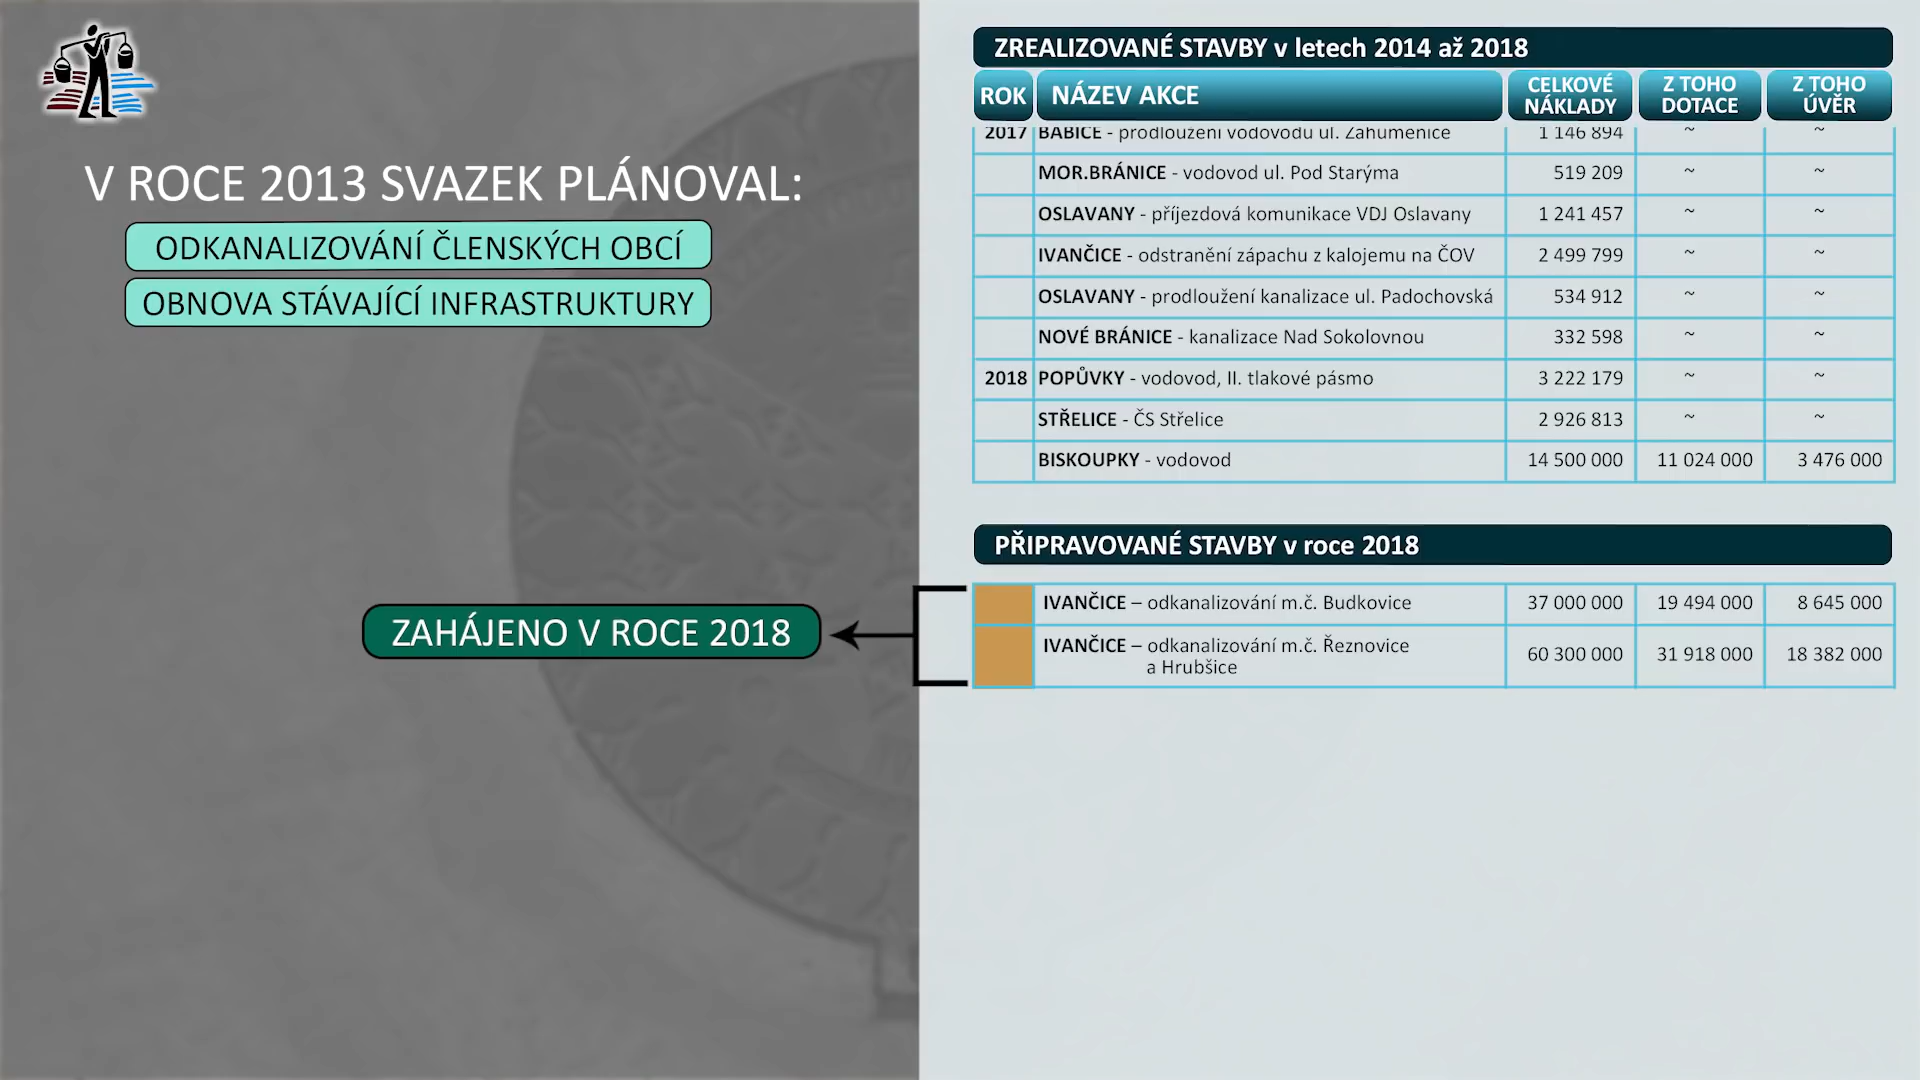 V ROCE 2013 SVAZEK PLÁNOVAL:
ODKANALIZOVÁNÍ ČLENSKÝCH OBCÍ
OBNOVA STÁVAJÍCÍ INFRASTRUKTURY
ZAHÁJENO V ROCE 2018
ZREALIZOVANÉ STAVBY v letech 2014 až 2018
ROK NÁZEV AKCE CELKOVÉ NÁKLADY Z TOHO DOTACE Z TOHO ÚVĚR
2017 BABICE - prodloužení vodovodu ul. Zahumenice 1 146 894 ~ ~
MOR.BRÁNICE - vodovod ul. Pod Starýma 519 209 ~ ~
OSLAVANY - příjezdová komunikace VDJ Oslavany 1 241 457 ~ ~
IVANČICE - odstranění zápachu z kalojemu na ČOV 2 499 799 ~ ~
OSLAVANY - prodloužení kanalizace ul. Padochovská 534 912 ~ ~
NOVÉ BRÁNICE - kanalizace Nad Sokolovnou 332 598 ~ ~
2018 POPŮVKY - vodovod, II. tlakové pásmo 3 222 179 ~ ~
STŘELICE - ČS Střelice 2 926 813 ~ ~
BISKOUPKY - vodovod 14 500 000 11 024 000 3 476 000
PŘIPRAVOVANÉ STAVBY v roce 2018
IVANČICE – odkanalizování m.č. Budkovice 37 000 000 19 494 000 8 645 000
IVANČICE – odkanalizování m.č. Řeznovice
a Hrubšice 60 300 000 31 918 000 18 382 000